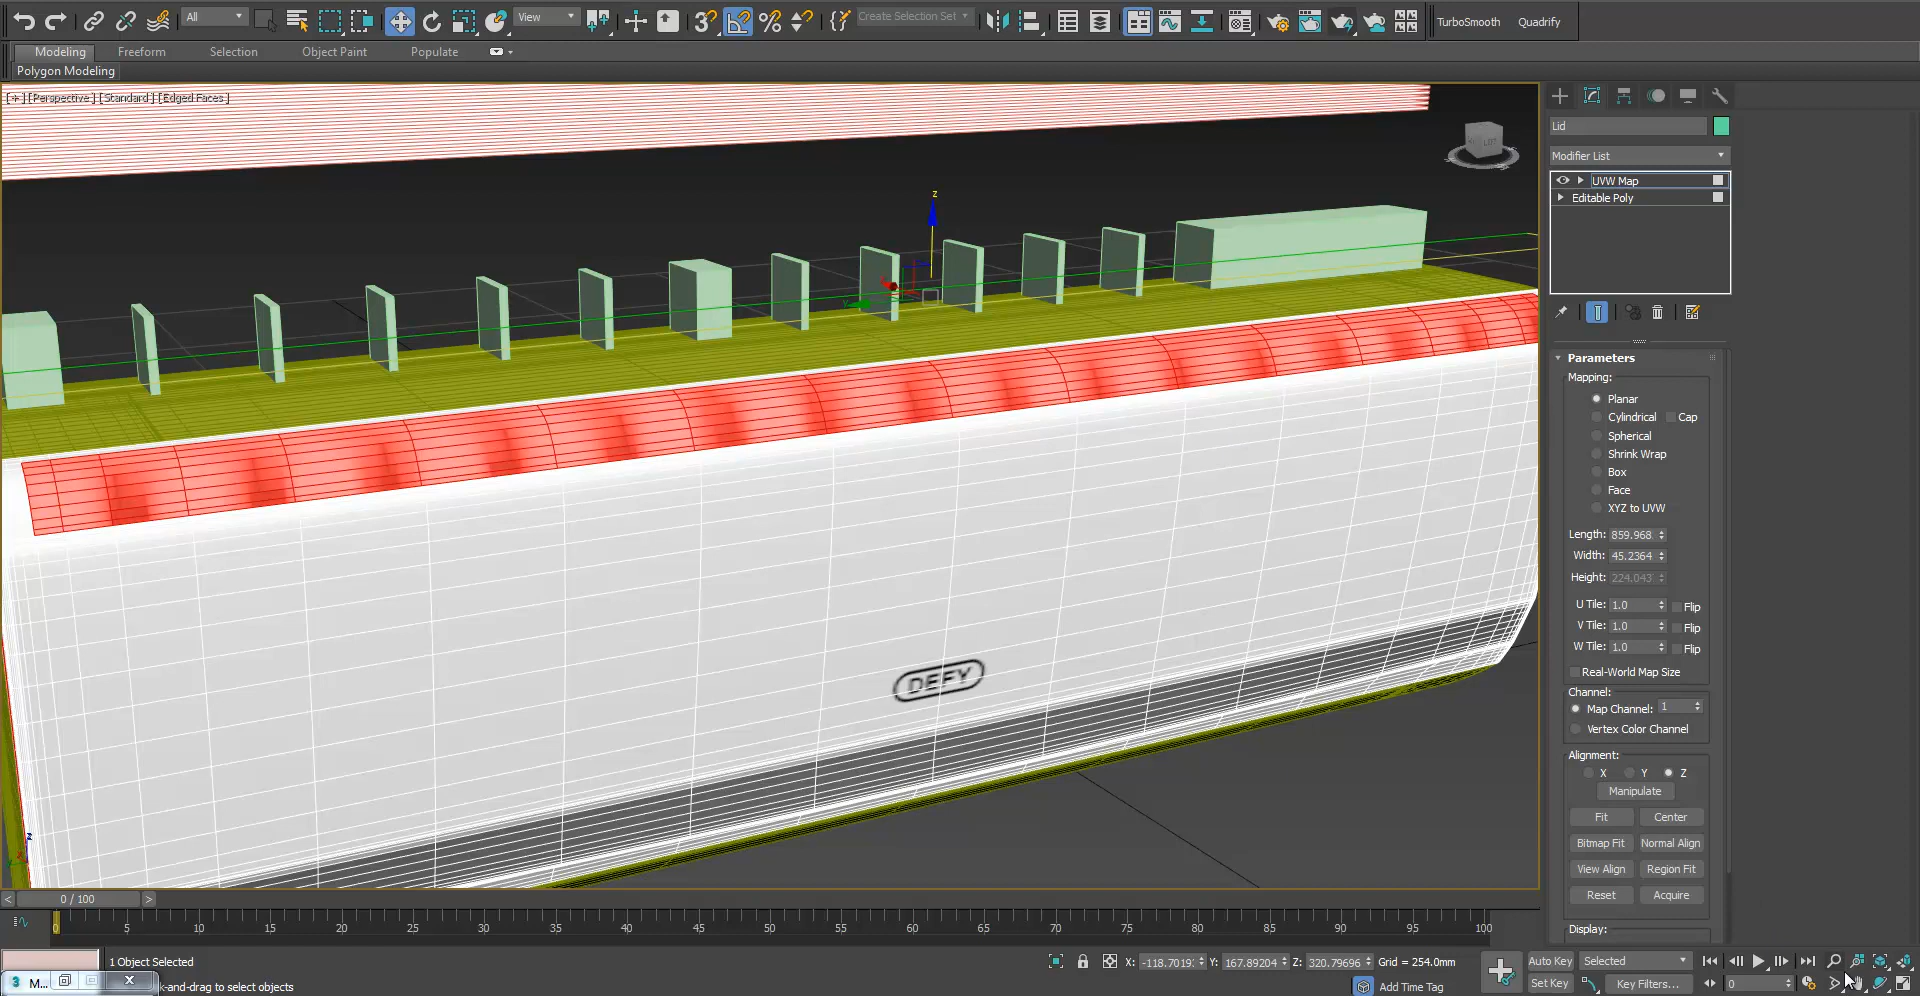 All
View
Create Selection Set
TurboSmooth
Quadrify
Modeling
Freeform
Selection
Object Paint
Populate
Polygon Modeling
[+][Perspective][Standard][Edged Faces]
Lid
Modifier List
UVW Map
Editable Poly
Parameters
Mapping:
Planar
Cylindrical
Cap
Spherical
Shrink Wrap
Box
Face
XYZ to UVW
Length: 859.968
Width: 45.2364
Height: 224.043
U Tile: 1.0 Flip
V Tile: 1.0 Flip
W Tile: 1.0 Flip
Real-World Map Size
Channel:
Map Channel: 1
Vertex Color Channel
Alignment:
X Y Z
Manipulate
Fit Center
Bitmap Fit Normal Align
View Align Region Fit
Reset Acquire
Display:
z
y
DEFY
z
< 0 / 100 >
0 5 10 15 20 25 30 35 40 45 50 55 60 65 70 75 80 85 90 95 100
1 Object Selected
X: -118.7019 Y: 167.89204 Z: 320.79696 Grid = 254.0mm
Auto Key Selected
3 M...
k-and-drag to select objects
Add Time Tag
Set Key Key Filters...
0